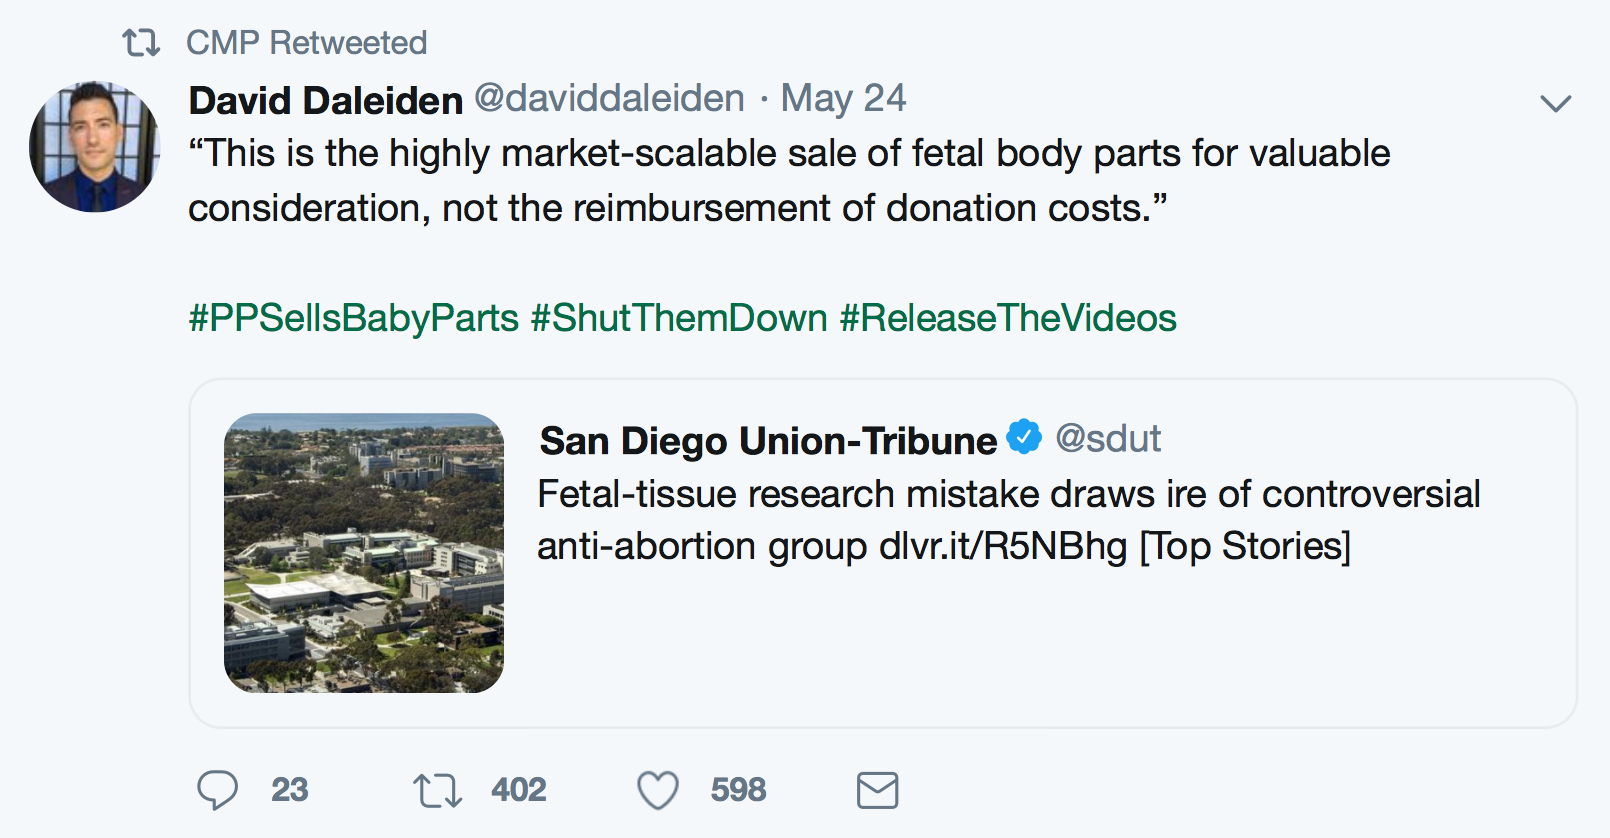 CMP Retweeted
David Daleiden @daviddaleiden · May 24
“This is the highly market-scalable sale of fetal body parts for valuable
consideration, not the reimbursement of donation costs.”
#PPSellsBabyParts #ShutThemDown #ReleaseTheVideos
San Diego Union-Tribune @sdut
Fetal-tissue research mistake draws ire of controversial
anti-abortion group dlvr.it/R5NBhg [Top Stories]
23 402 598